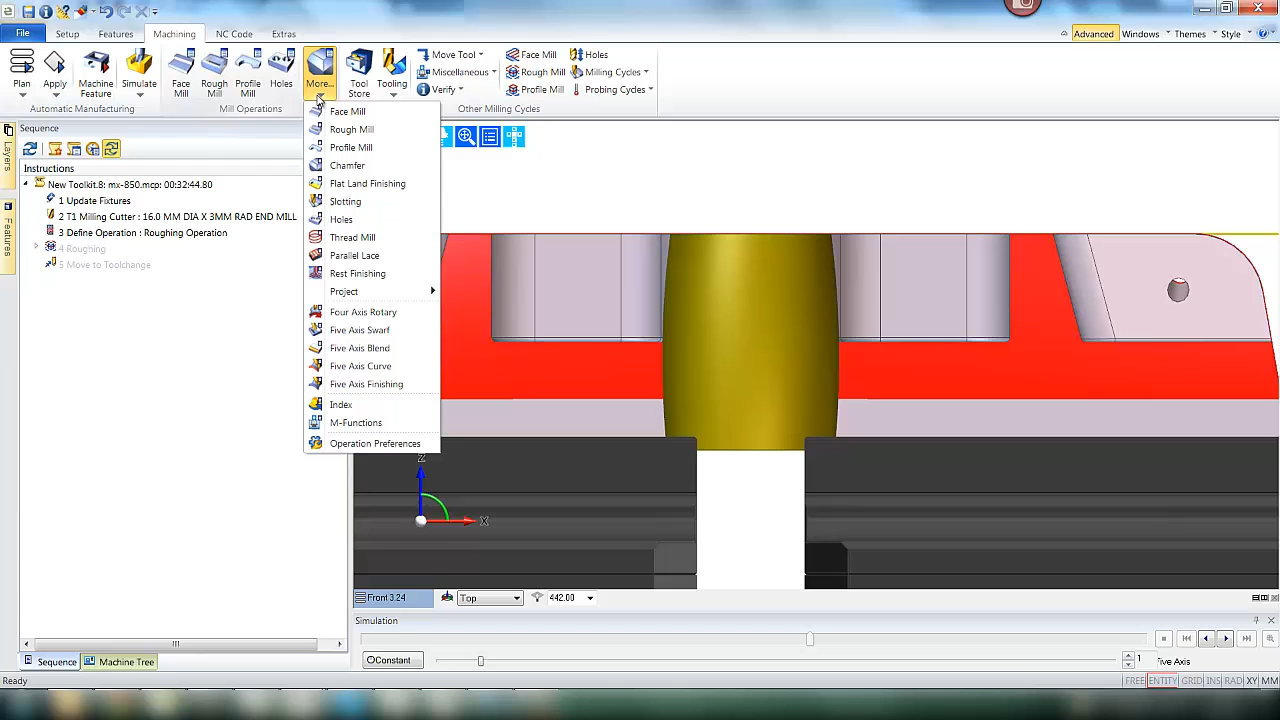 File
Setup
Features
Machining
NC Code
Extras
Advanced
Windows
Themes
Style
Plan
Apply
Machine
Feature
Simulate
Face
Mill
Rough
Mill
Profile
Mill
Holes
More...
Tool
Store
Tooling
Move Tool
Miscellaneous
Verify
Face Mill
Rough Mill
Profile Mill
Holes
Milling Cycles
Probing Cycles
Automatic Manufacturing
Mill Operations
Other Milling Cycles
Layers
Features
Sequence
Instructions
New Toolkit.8: mx-850.mcp: 00:32:44.80
1 Update Fixtures
2 T1 Milling Cutter : 16.0 MM DIA X 3MM RAD END MILL
3 Define Operation : Roughing Operation
4 Roughing
5 Move to Toolchange
Face Mill
Rough Mill
Profile Mill
Chamfer
Flat Land Finishing
Slotting
Holes
Thread Mill
Parallel Lace
Rest Finishing
Project
Four Axis Rotary
Five Axis Swarf
Five Axis Blend
Five Axis Curve
Five Axis Finishing
Index
M-Functions
Operation Preferences
Z
X
Front 3.24
Top
442.00
Simulation
Constant
1
Five Axis
Sequence
Machine Tree
Ready
FREE ENTITY GRID INS RAD XY MM